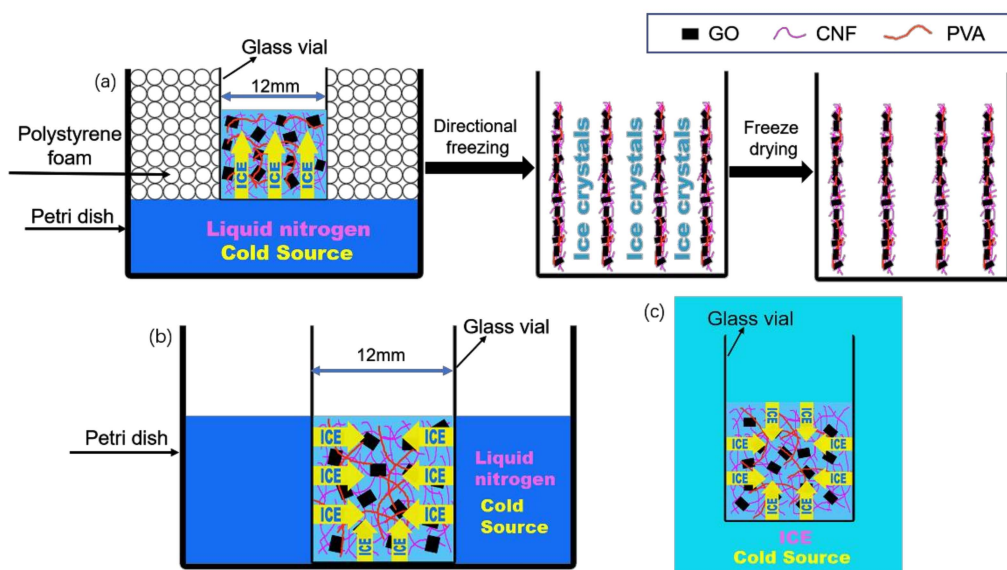 GO
CNF
PVA
Glass vial
(a)
12mm
Polystyrene
foam
ICE
ICE
ICE
Petri dish
Liquid nitrogen
Cold Source
Directional
freezing
Ice crystals
Ice crystals
Ice crystals
Freeze
drying
(b)
Glass vial
12mm
Petri dish
ICE
ICE
ICE
ICE
ICE
ICE
ICE
ICE
Liquid
nitrogen
Cold
Source
(c)
Glass vial
ICE
ICE
ICE
ICE
ICE
ICE
ICE
ICE
ICE
Cold Source